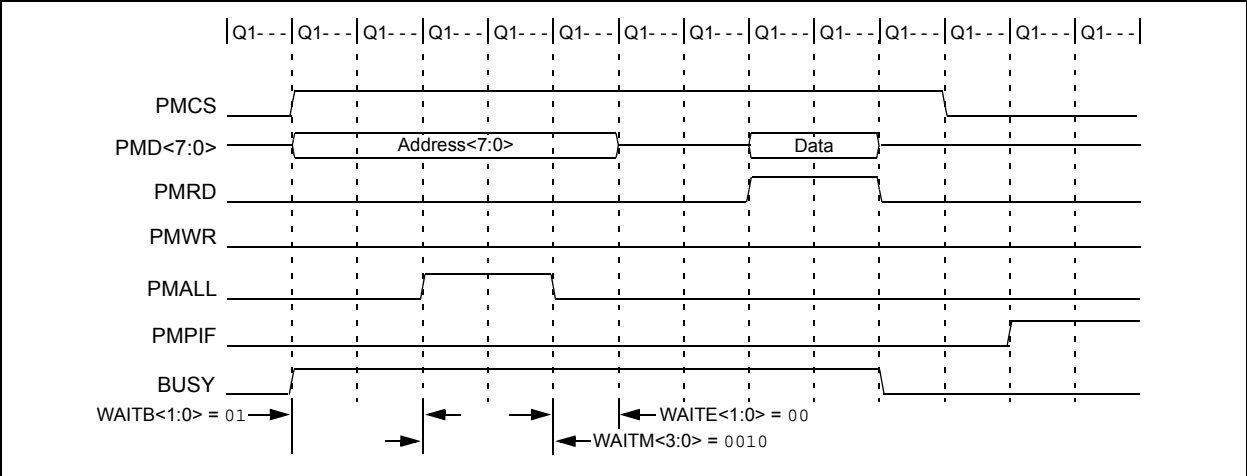 Q1- - - Q1- - - Q1- - - Q1- - - Q1- - - Q1- - - Q1- - - Q1- - - Q1- - - Q1- - - Q1- - - Q1- - - Q1- - - Q1- - -
PMCS
PMD<7:0> Address<7:0> Data
PMRD
PMWR
PMALL
PMPIF
BUSY
WAITB<1:0> = 01 WAITE<1:0> = 00
WAITM<3:0> = 0010